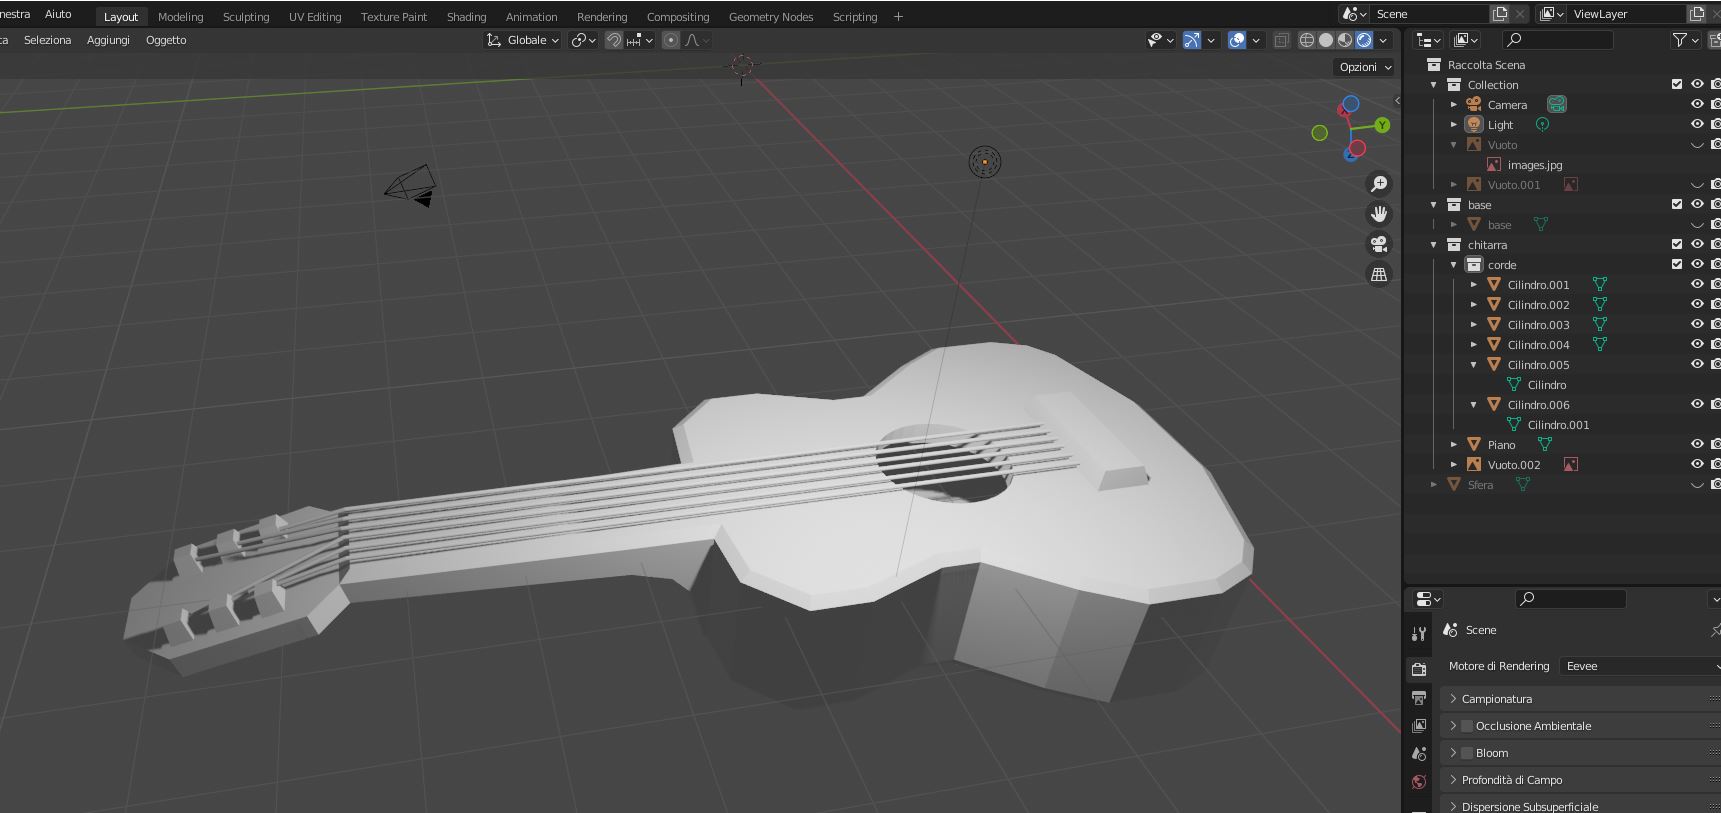 nestra Aiuto Layout Modeling Sculpting UV Editing Texture Paint Shading Animation Rendering Compositing Geometry Nodes Scripting + Scene ViewLayer
Seleziona Aggiungi Oggetto Globale
Opzioni
Y
Z
Raccolta Scena
Collection
Camera
Light
Vuoto
images.jpg
Vuoto.001
base
base
chitarra
corde
Cilindro.001
Cilindro.002
Cilindro.003
Cilindro.004
Cilindro.005
Cilindro
Cilindro.006
Cilindro.001
Piano
Vuoto.002
Sfera
Scene
Motore di Rendering Eevee
Campionatura
Occlusione Ambientale
Bloom
Profondità di Campo
Dispersione Subsuperficiale